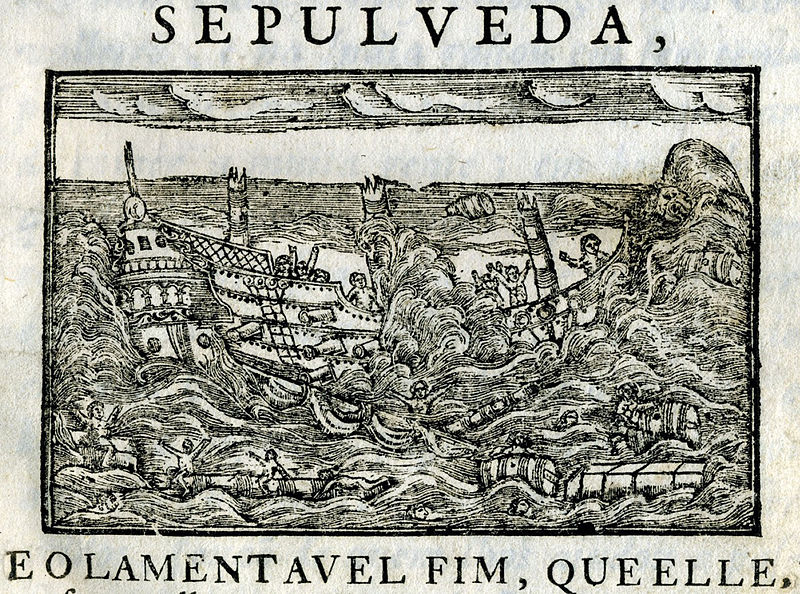 SEPULVEDA,
E O LAMENTAVEL FIM, QUE ELLE,